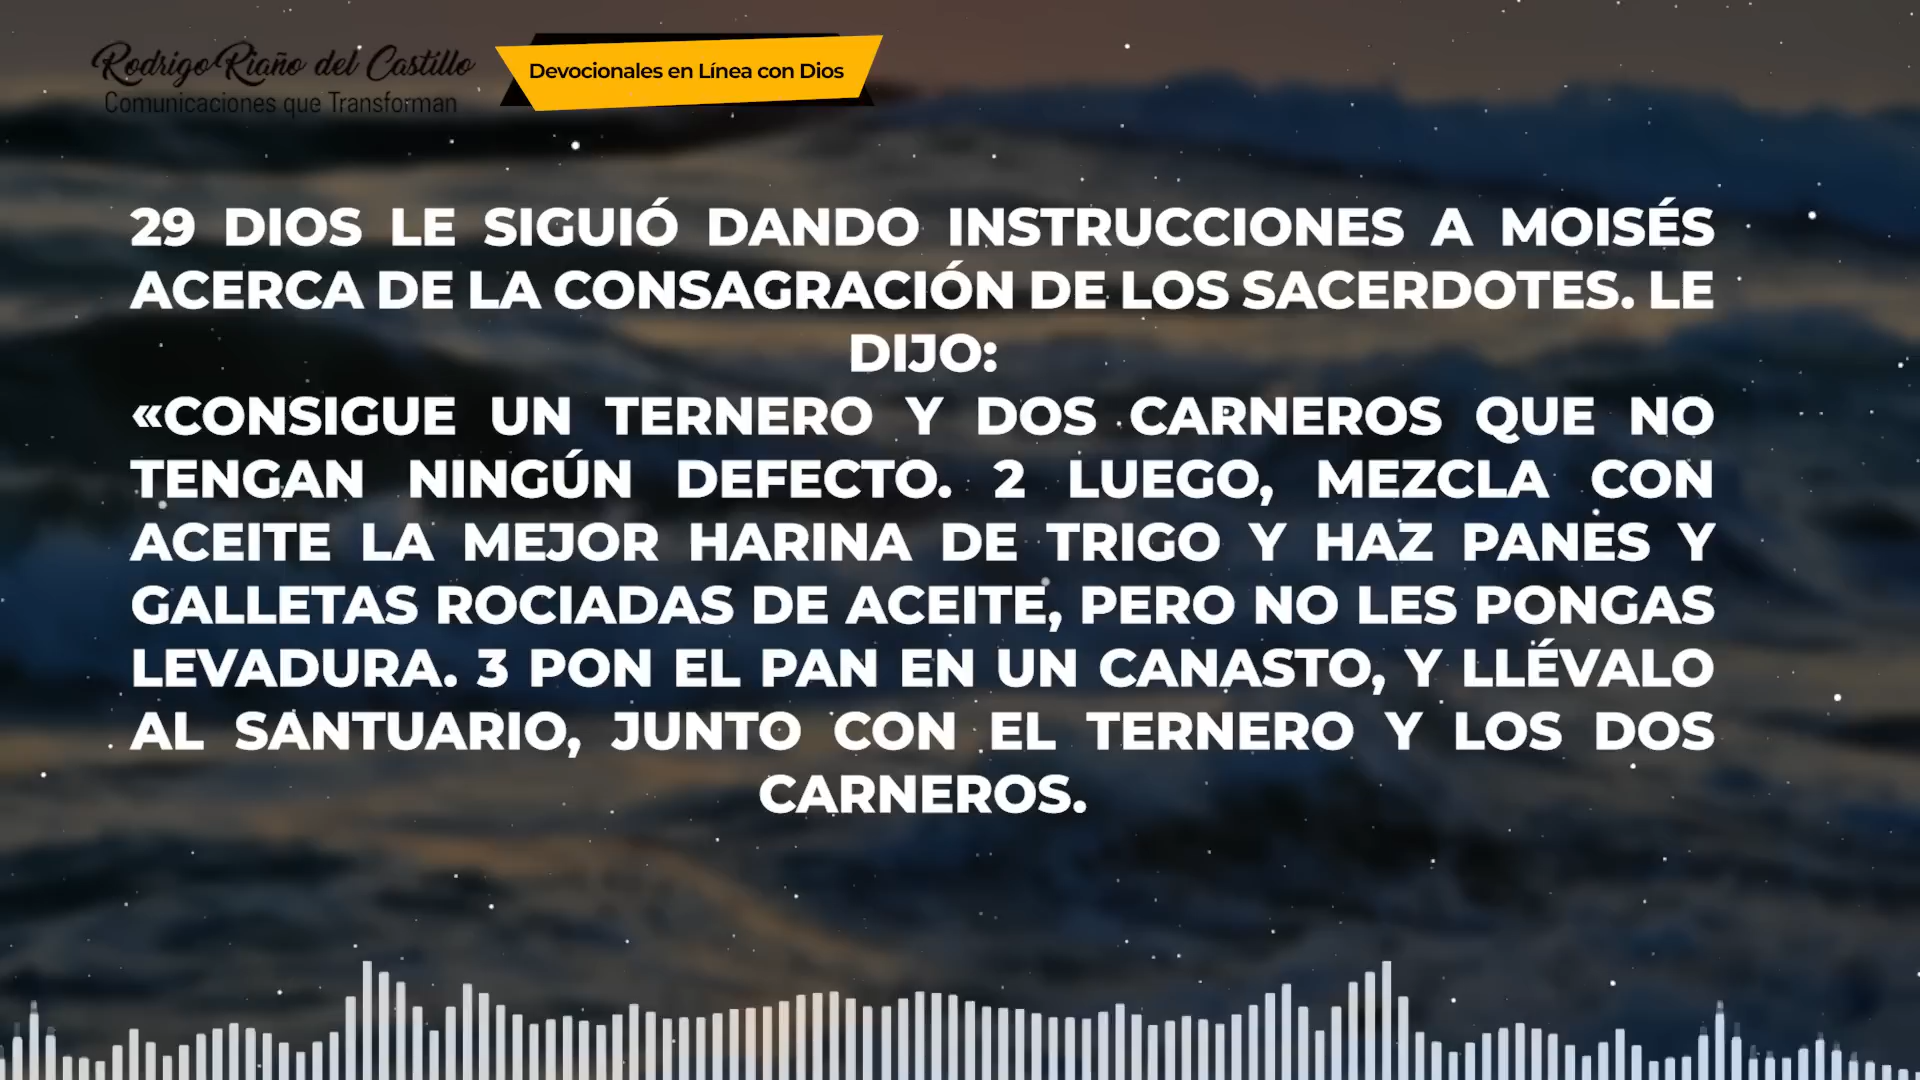 Rodrigo Riaño del Castillo
Comunicaciones que Transforman
Devocionales en Línea con Dios
29 DIOS LE SIGUIÓ DANDO INSTRUCCIONES A MOISÉS
ACERCA DE LA CONSAGRACIÓN DE LOS SACERDOTES. LE
DIJO:
«CONSIGUE UN TERNERO Y DOS CARNEROS QUE NO
TENGAN NINGÚN DEFECTO. 2 LUEGO, MEZCLA CON
ACEITE LA MEJOR HARINA DE TRIGO Y HAZ PANES Y
GALLETAS ROCIADAS DE ACEITE, PERO NO LES PONGAS
LEVADURA. 3 PON EL PAN EN UN CANASTO, Y LLÉVALO
AL SANTUARIO, JUNTO CON EL TERNERO Y LOS DOS
CARNEROS.